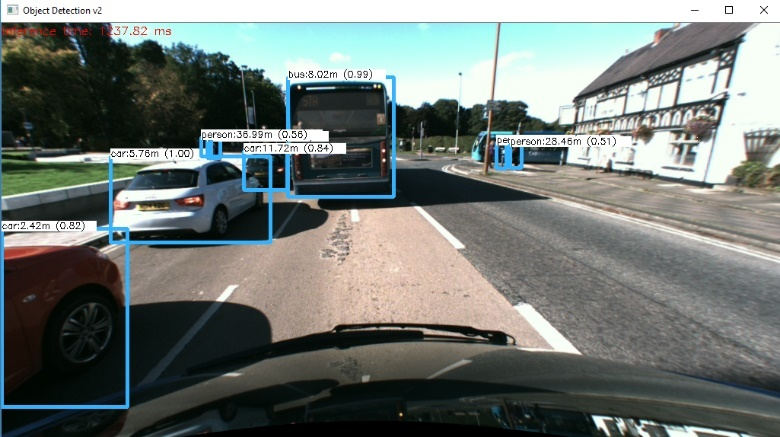 Object Detection v2
Inference time: 1237.82 ms
bus:8.02m (0.99)
person:36.99m (0.56)
person:28.46m (0.51)
car:11.72m (0.84)
car:5.76m (1.00)
car:2.42m (0.82)